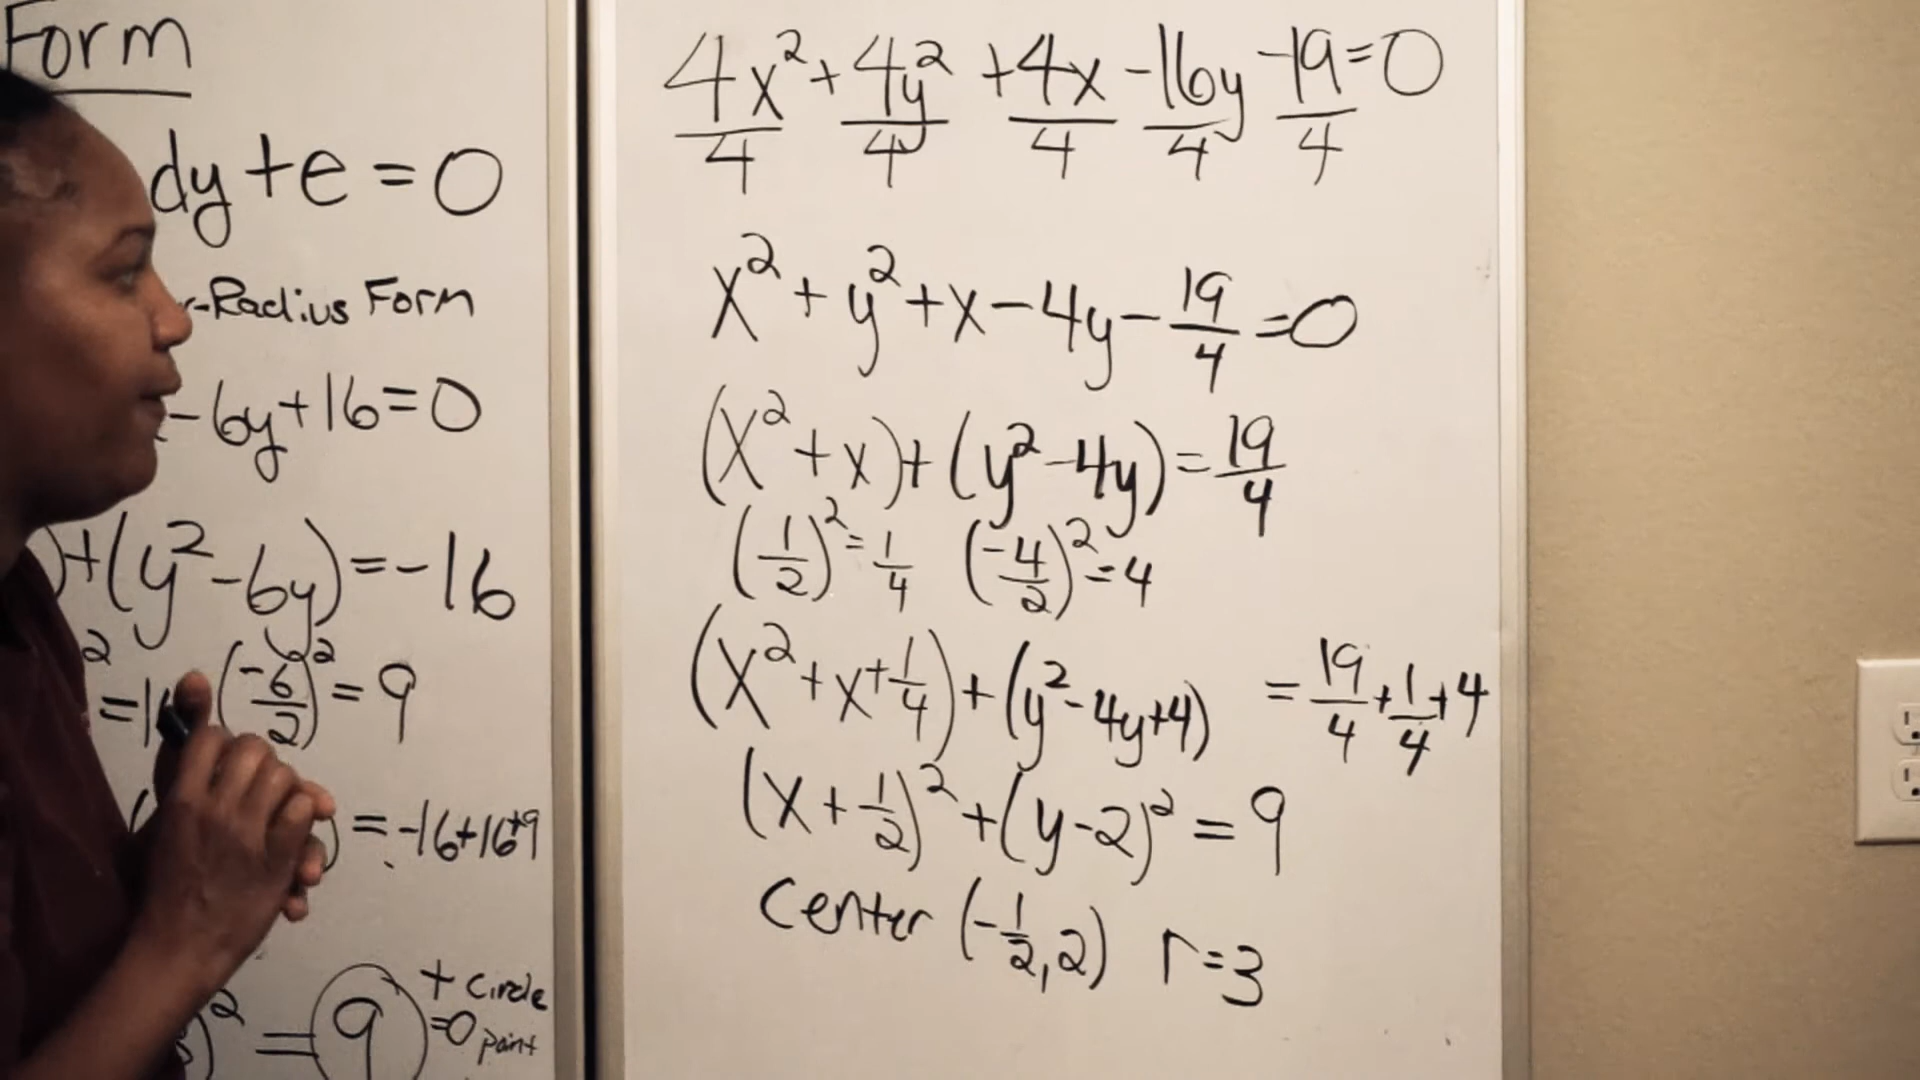 Form
dy + e = 0
r-Radius Form
- 6y + 16 = 0
) + (y² - 6y) = -16
² = 1 (-6/2)² = 9
) = -16 + 16 + 9
)² = 9 + circle
=0 point
4x²/4 + 4y²/4 + 4x/4 - 16y/4 - 19/4 = 0
x² + y² + x - 4y - 19/4 = 0
(x² + x) + (y² - 4y) = 19/4
(1/2)² = 1/4 (-4/2)² = 4
(x² + x + 1/4) + (y² - 4y + 4) = 19/4 + 1/4 + 4
(x + 1/2)² + (y - 2)² = 9
Center (-1/2, 2) r = 3